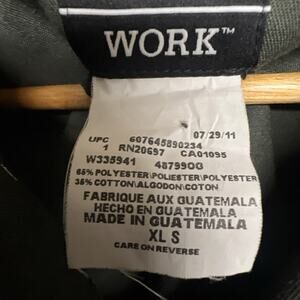 WORK™
UPC 607645890234 07/29/11
1 RN20697 CA01095
W335941 48799OG
65% POLYESTER\POLIESTER\POLYESTER
35% COTTON\ALGODON\COTON
FABRIQUE AUX GUATAMALA
HECHO EN GUATEMALA
MADE IN GUATEMALA
XL S
CARE ON REVERSE